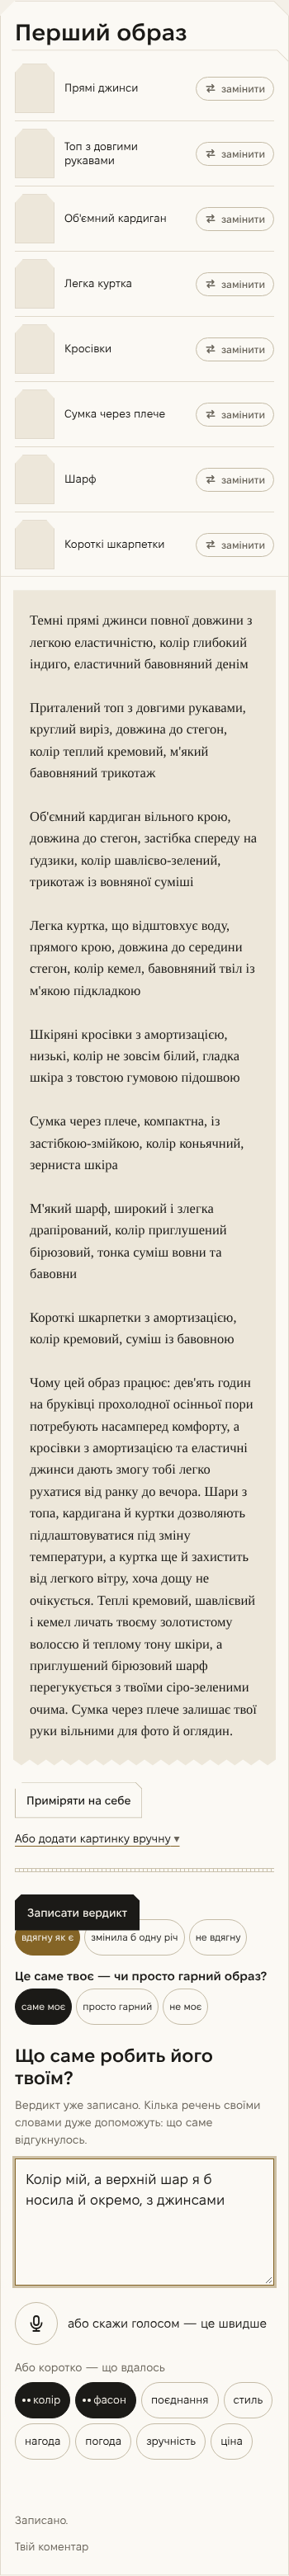 Перший образ
Прямі джинси
⇄ замінити
Топ з довгими
рукавами
⇄ замінити
Об'ємний кардиган
⇄ замінити
Легка куртка
⇄ замінити
Кросівки
⇄ замінити
Сумка через плече
⇄ замінити
Шарф
⇄ замінити
Короткі шкарпетки
⇄ замінити
Темні прямі джинси повної довжини з
легкою еластичністю, колір глибокий
індиго, еластичний бавовняний денім
Приталений топ з довгими рукавами,
круглий виріз, довжина до стегон,
колір теплий кремовий, м'який
бавовняний трикотаж
Об'ємний кардиган вільного крою,
довжина до стегон, застібка спереду на
ґудзики, колір шавлієво-зелений,
трикотаж із вовняної суміші
Легка куртка, що відштовхує воду,
прямого крою, довжина до середини
стегон, колір кемел, бавовняний твіл із
м'якою підкладкою
Шкіряні кросівки з амортизацією,
низькі, колір не зовсім білий, гладка
шкіра з товстою гумовою підошвою
Сумка через плече, компактна, із
застібкою-змійкою, колір коньячний,
зерниста шкіра
М'який шарф, широкий і злегка
драпірований, колір приглушений
бірюзовий, тонка суміш вовни та
бавовни
Короткі шкарпетки з амортизацією,
колір кремовий, суміш із бавовною
Чому цей образ працює: дев'ять годин
на бруківці прохолодної осінньої пори
потребують насамперед комфорту, а
кросівки з амортизацією та еластичні
джинси дають змогу тобі легко
рухатися від ранку до вечора. Шари з
топа, кардигана й куртки дозволяють
підлаштовуватися під зміну
температури, а куртка ще й захистить
від легкого вітру, хоча дощу не
очікується. Теплі кремовий, шавлієвий
і кемел личать твоєму золотистому
волоссю й теплому тону шкіри, а
приглушений бірюзовий шарф
перегукується з твоїми сіро-зеленими
очима. Сумка через плече залишає твої
руки вільними для фото й оглядин.
Приміряти на себе
Або додати картинку вручну ▾
Записати вердикт
вдягну як є
змінила б одну річ
не вдягну
Це саме твоє — чи просто гарний образ?
саме моє
просто гарний
не моє
Що саме робить його
твоїм?
Вердикт уже записано. Кілька речень своїми
словами дуже допоможуть: що саме
відгукнулось.
Колір мій, а верхній шар я б
носила й окремо, з джинсами
або скажи голосом — це швидше
Або коротко — що вдалось
•• колір
•• фасон
поєднання
стиль
нагода
погода
зручність
ціна
Записано.
Твій коментар